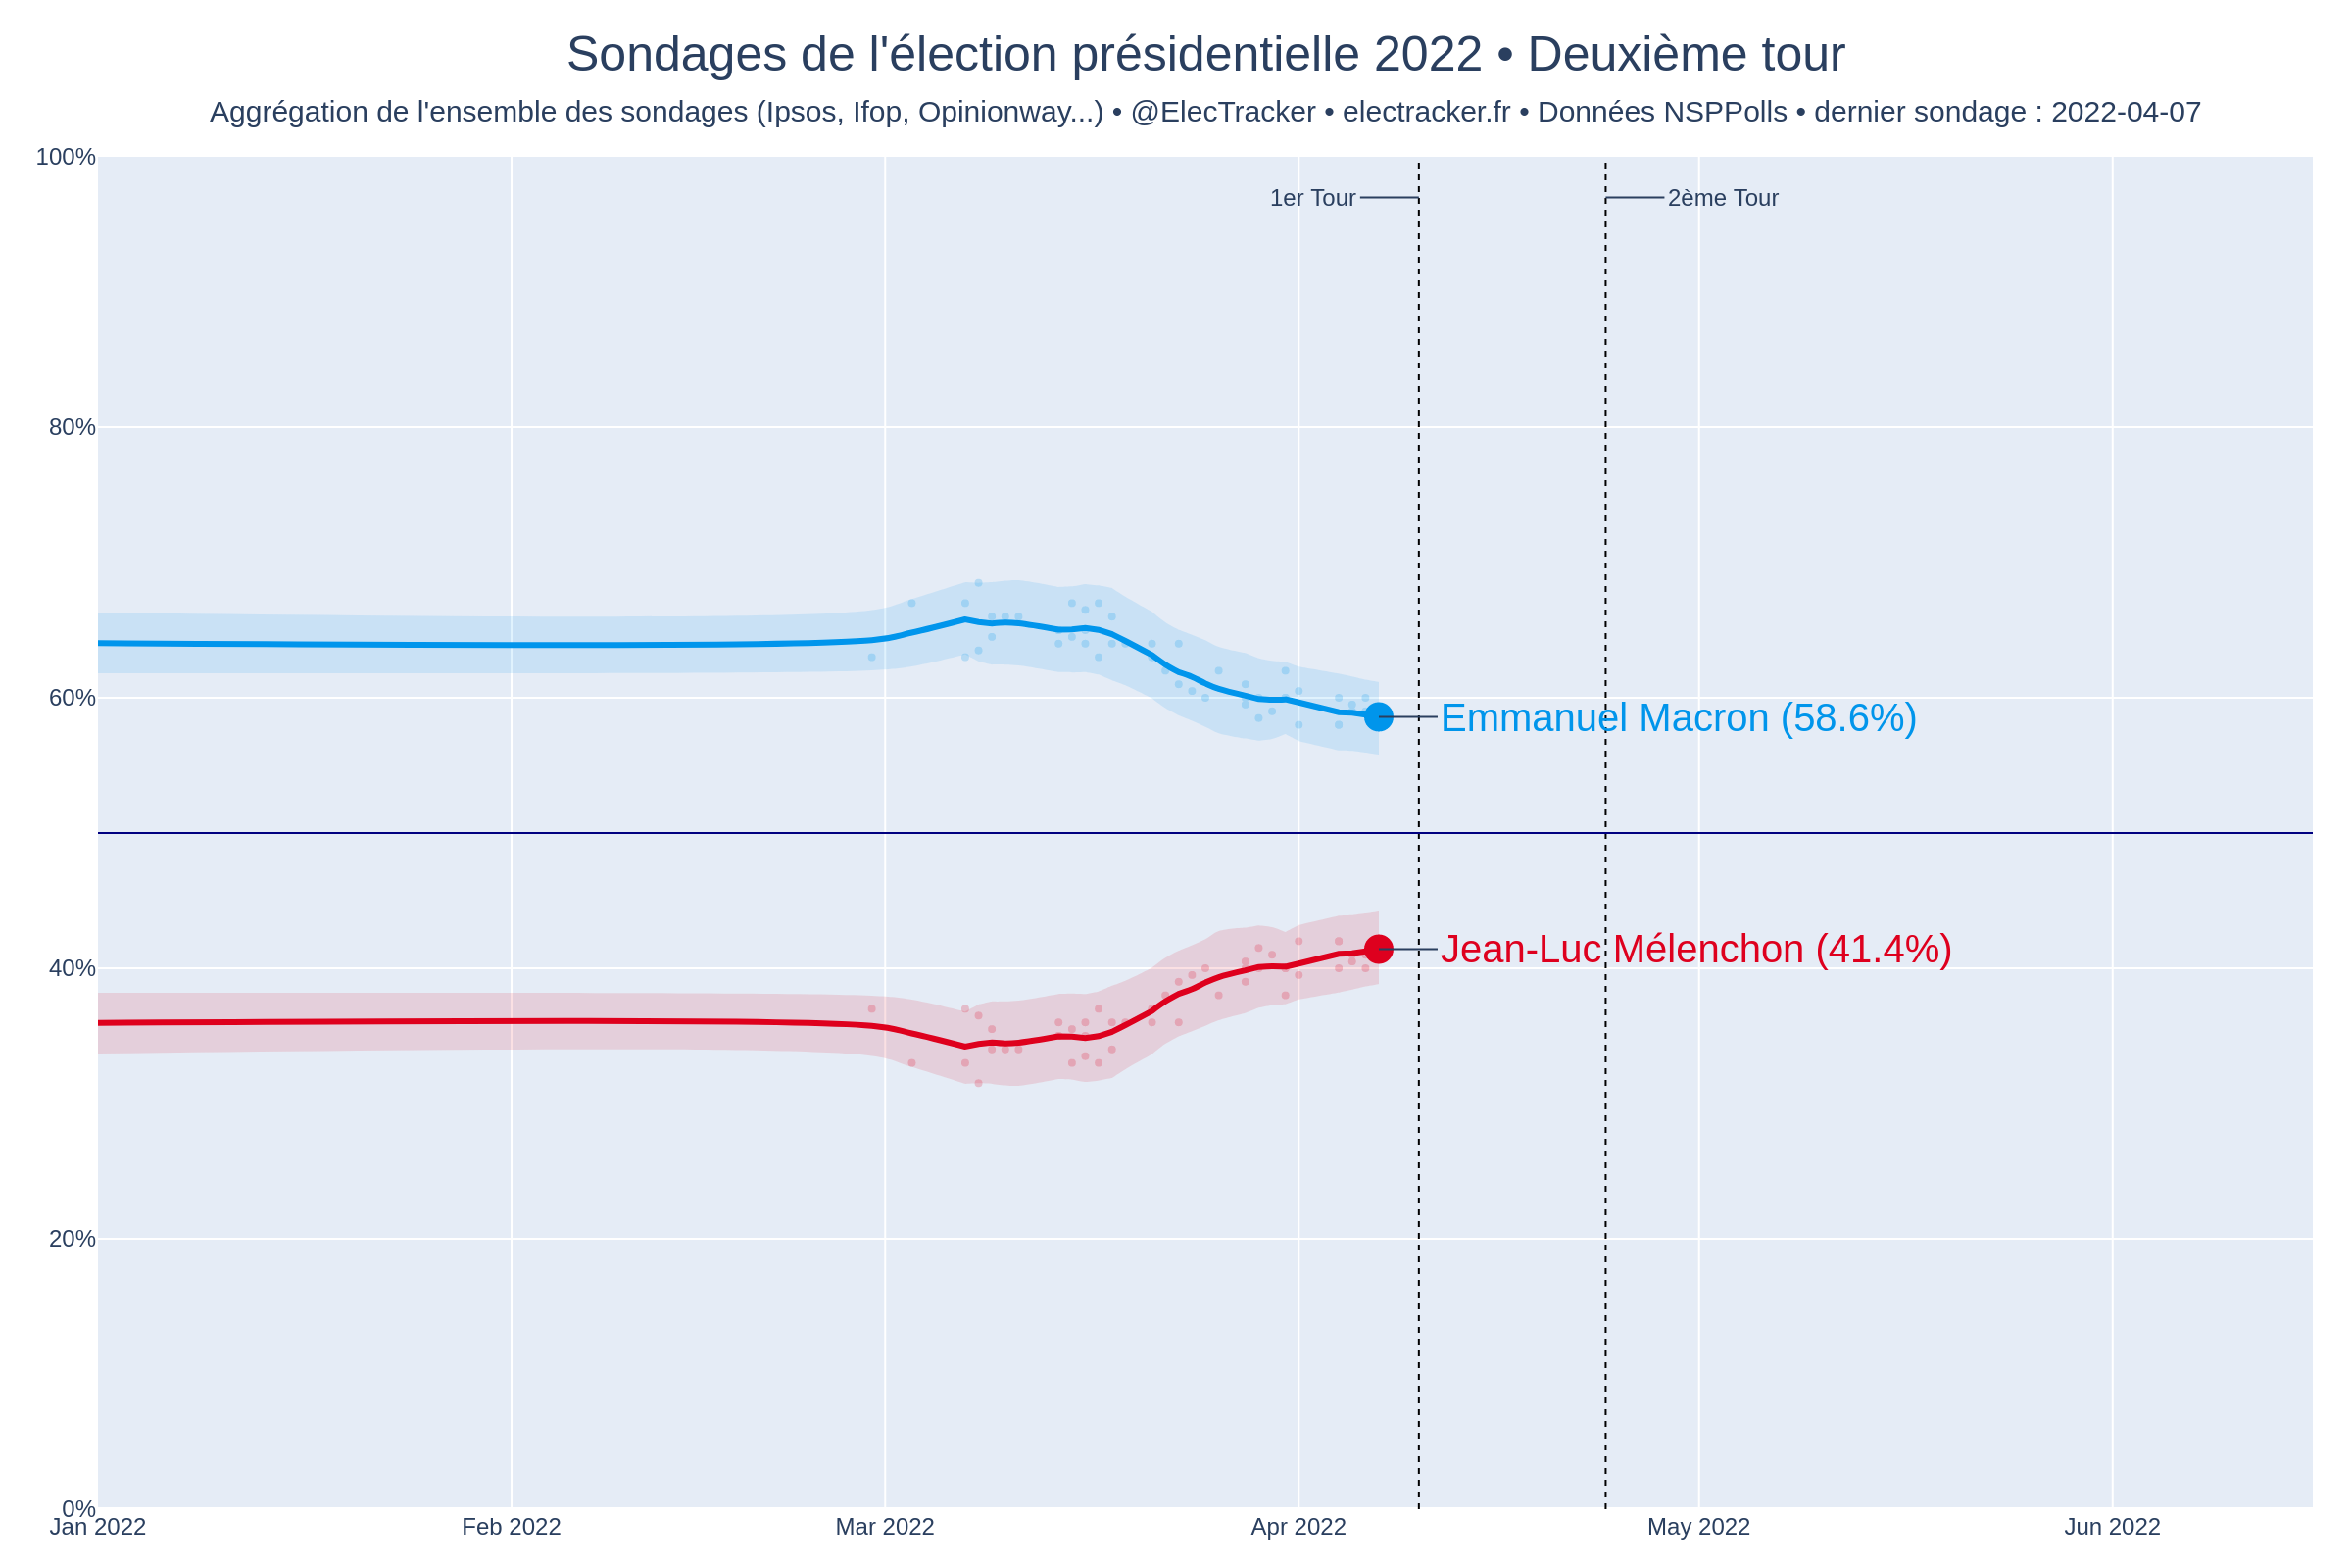 Sondages de l'élection présidentielle 2022 • Deuxième tour
Aggrégation de l'ensemble des sondages (Ipsos, Ifop, Opinionway...) • @ElecTracker • electracker.fr • Données NSPPolls • dernier sondage : 2022-04-07
100%
1er Tour
2ème Tour
80%
60%
Emmanuel Macron (58.6%)
Jean-Luc Mélenchon (41.4%)
40%
20%
0%
Jan 2022
Feb 2022
Mar 2022
Apr 2022
May 2022
Jun 2022